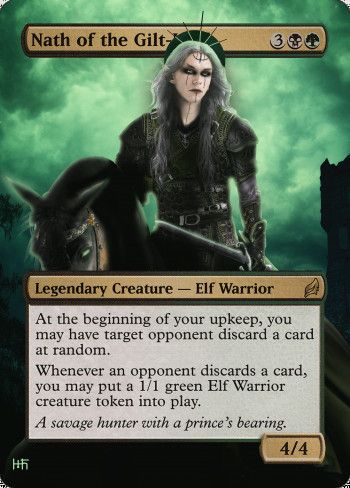 Nath of the Gilt- 3
Legendary Creature — Elf Warrior
At the beginning of your upkeep, you
may have target opponent discard a card
at random.
Whenever an opponent discards a card,
you may put a 1/1 green Elf Warrior
creature token into play.
A savage hunter with a prince's bearing.
4/4